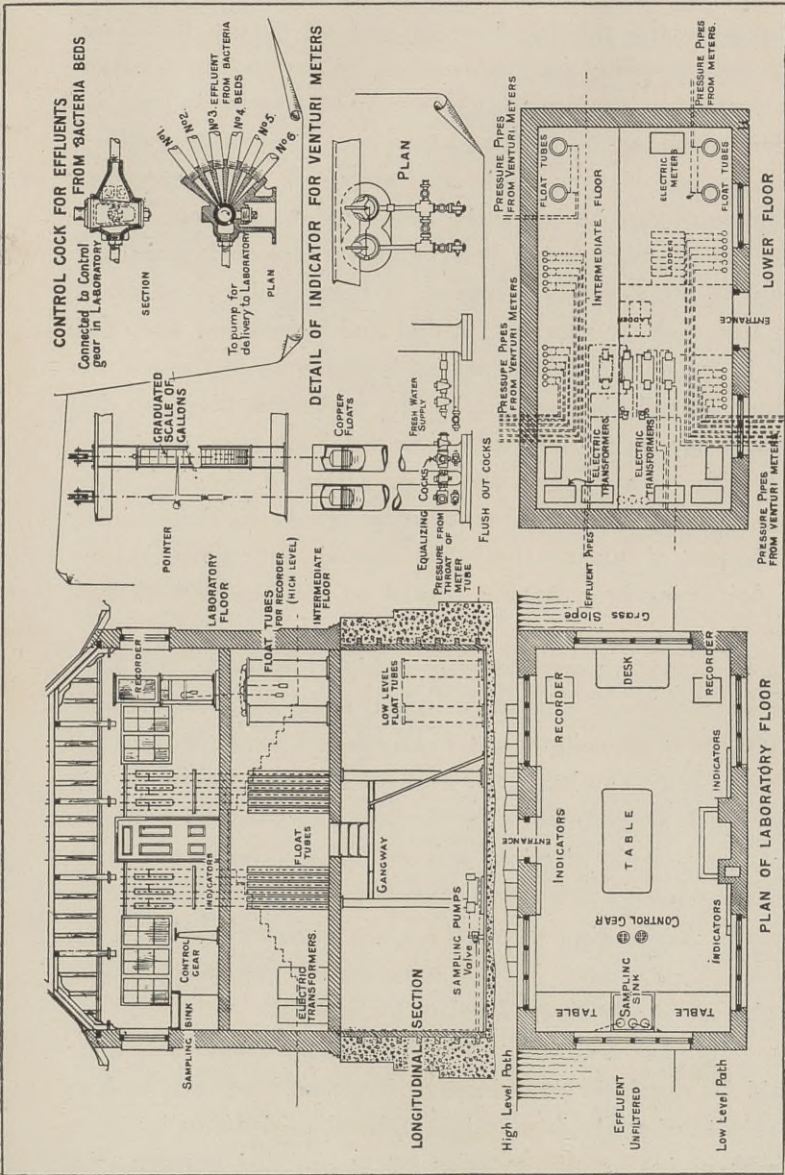 CONTROL COCK FOR EFFLUENTS
FROM BACTERIA BEDS
Connected to Control
gear in LABORATORY
SECTION
Nº1.
Nº2.
Nº3. EFFLUENT
FROM BACTERIA
Nº4. BEDS
Nº5.
Nº6.
To pump for
delivery to LABORATORY
PLAN
DETAIL OF INDICATOR FOR VENTURI METERS
POINTER
GRADUATED
SCALE OF
GALLONS
COPPER
FLOATS
PLAN
EQUALIZING COCKS
PRESSURE FROM
THROAT OF
METER
TUBE
FRESH WATER
SUPPLY
FLUSH OUT COCKS
LABORATORY
FLOOR
FLOAT TUBES
FOR RECORDER
(HIGH LEVEL)
INTERMEDIATE
FLOOR
RECORDER
INDICATORS
CONTROL
GEAR
SAMPLING SINK
FLOAT
TUBES
ELECTRIC
TRANSFORMERS.
LOW LEVEL
FLOAT TUBES
GANGWAY
SAMPLING PUMPS
Valve
LONGITUDINAL SECTION
PRESSURE PIPES
FROM VENTURI METERS
PRESSURE PIPES
FROM VENTURI METERS
PRESSURE PIPES
FROM METERS.
FLOAT TUBES
INTERMEDIATE FLOOR
ELECTRIC
METERS
FLOAT TUBES
LADDER
LADDER
ENTRANCE
ELECTRIC
TRANSFORMERS
ELECTRIC
TRANSFORMERS
EFFLUENT PIPES
PRESSURE PIPES
FROM VENTURI METERS
LOWER FLOOR
High Level Path
Grass Slope
EFFLUENT
UNFILTERED
Low Level Path
ENTRANCE
RECORDER
DESK
RECORDER
INDICATORS
TABLE
INDICATORS
CONTROL GEAR
INDICATORS
TABLE
SAMPLING
SINK
TABLE
PLAN OF LABORATORY FLOOR